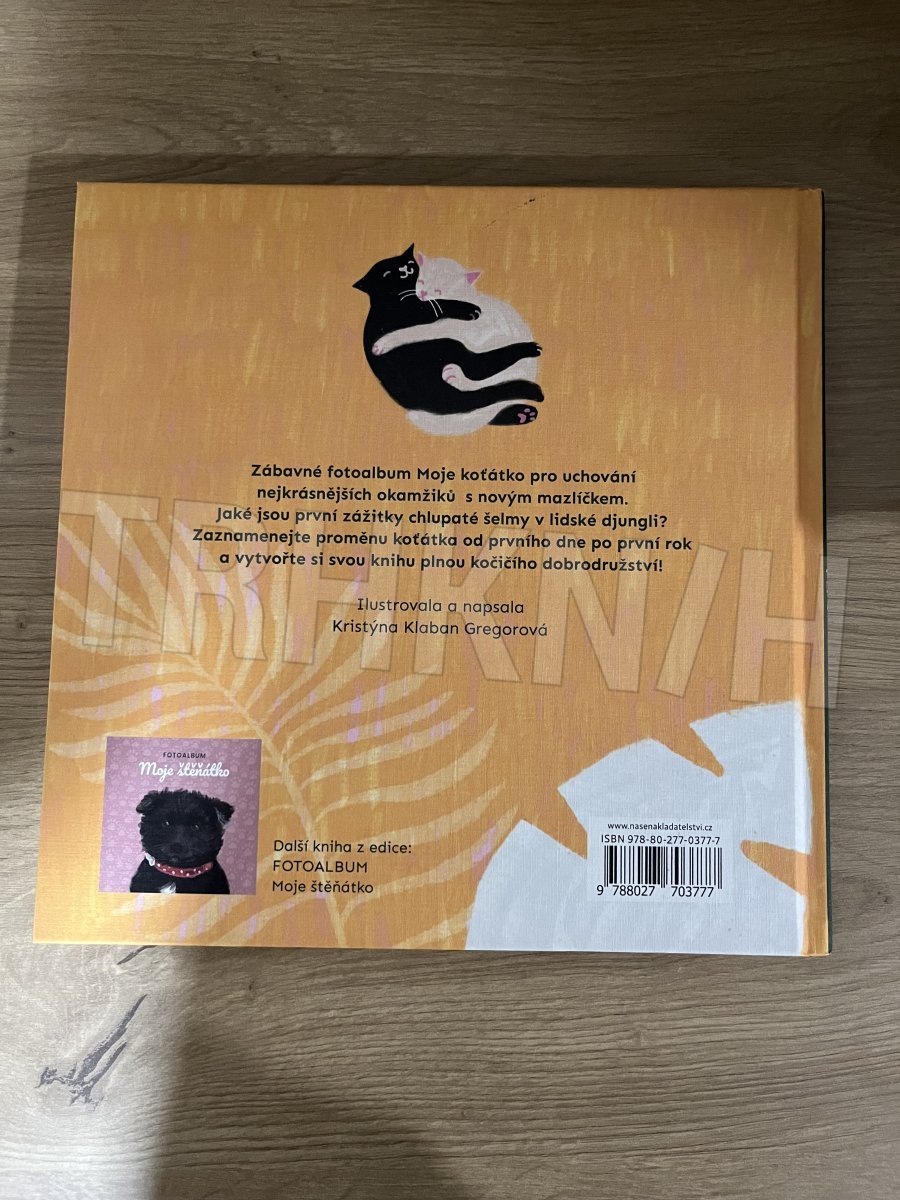 Zábavné fotoalbum Moje koťátko pro uchování
nejkrásnějších okamžiků s novým mazlíčkem.
Jaké jsou první zážitky chlupaté šelmy v lidské djungli?
Zaznamenejte proměnu koťátka od prvního dne po první rok
a vytvořte si svou knihu plnou kočičího dobrodružství!
TRHKNIH
Ilustrovala a napsala
Kristýna Klaban Gregorová
FOTOALBUM
Moje štěňátko
Další kniha z edice:
FOTOALBUM
Moje štěňátko
www.nasenakladatelstvi.cz
ISBN 978-80-277-0377-7
9 788027 703777